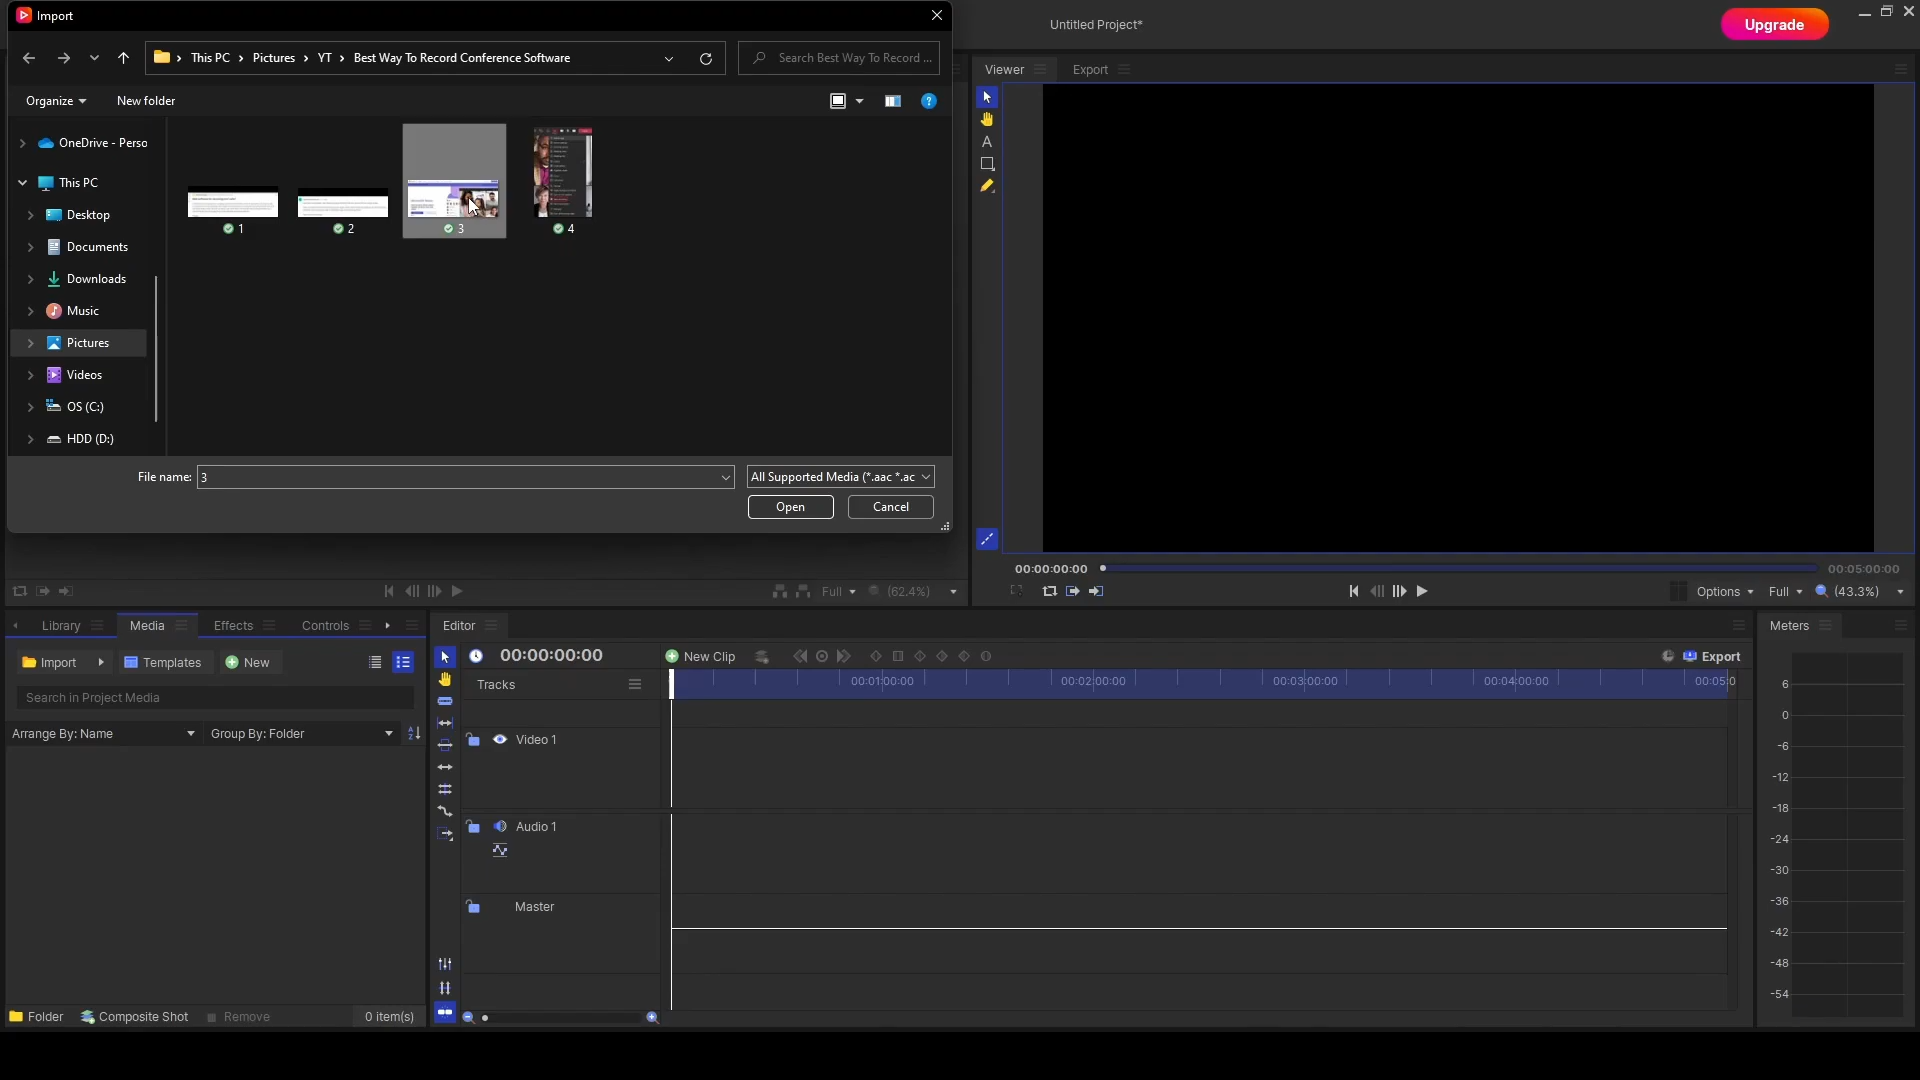 Import
Untitled Project*
Upgrade
This PC
Pictures
YT
Best Way To Record Conference Software
Search Best Way To Record ...
Viewer
Export
Organize
New folder
OneDrive - Perso
This PC
Desktop
Documents
Downloads
Music
Pictures
Videos
OS (C:)
HDD (D:)
1
2
3
4
File name:
3
All Supported Media (*.aac *.ac
Open
Cancel
00:00:00:00
00:05:00:00
Full
(62.4%)
Options
Full
(43.3%)
Library
Media
Effects
Controls
Editor
Meters
Import
Templates
New
00:00:00:00
New Clip
Export
Search in Project Media
Tracks
00:01:00:00
00:02:00:00
00:03:00:00
00:04:00:00
00:05:0
0
Arrange By: Name
Group By: Folder
Video 1
Audio 1
Master
6
0
-6
-12
-18
-24
-30
-36
-42
-48
-54
Folder
Composite Shot
Remove
0 item(s)